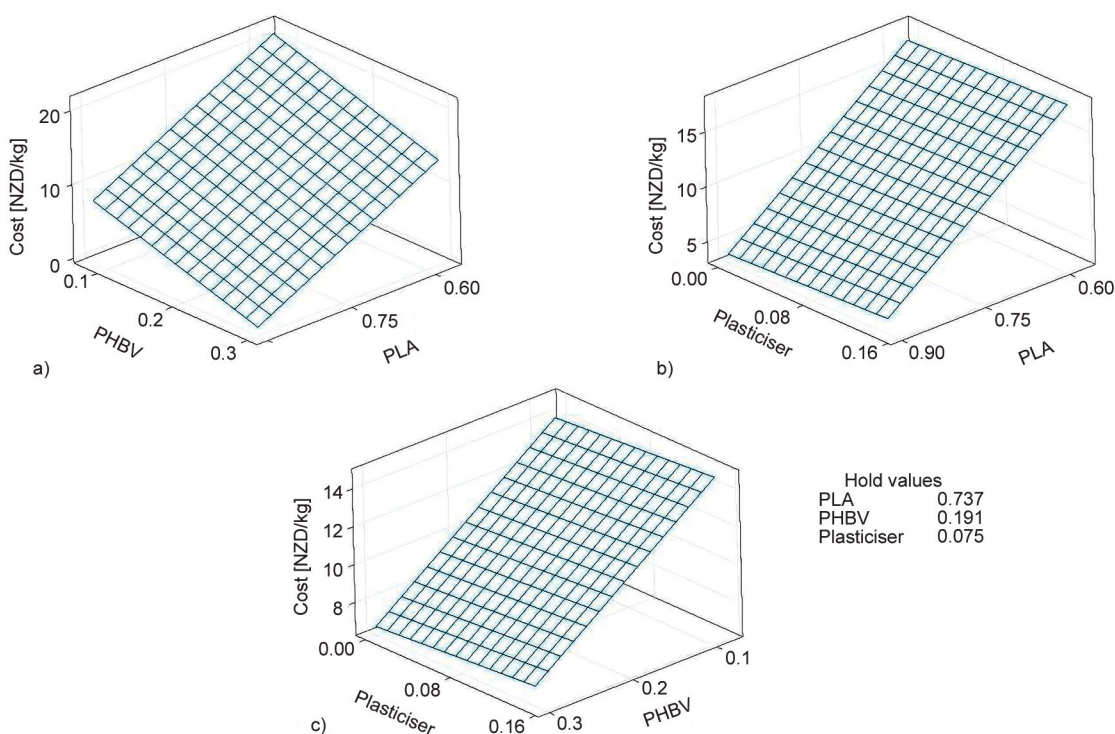 20
10
0
Cost [NZD/kg]
0.1
0.2
0.3
PHBV
0.75
0.60
PLA
a)
15
10
5
Cost [NZD/kg]
0.00
0.08
0.16
Plasticiser
0.90
0.75
0.60
PLA
b)
14
12
10
8
Cost [NZD/kg]
0.00
0.08
0.16
Plasticiser
0.3
0.2
0.1
PHBV
c)
Hold values
PLA 0.737
PHBV 0.191
Plasticiser 0.075